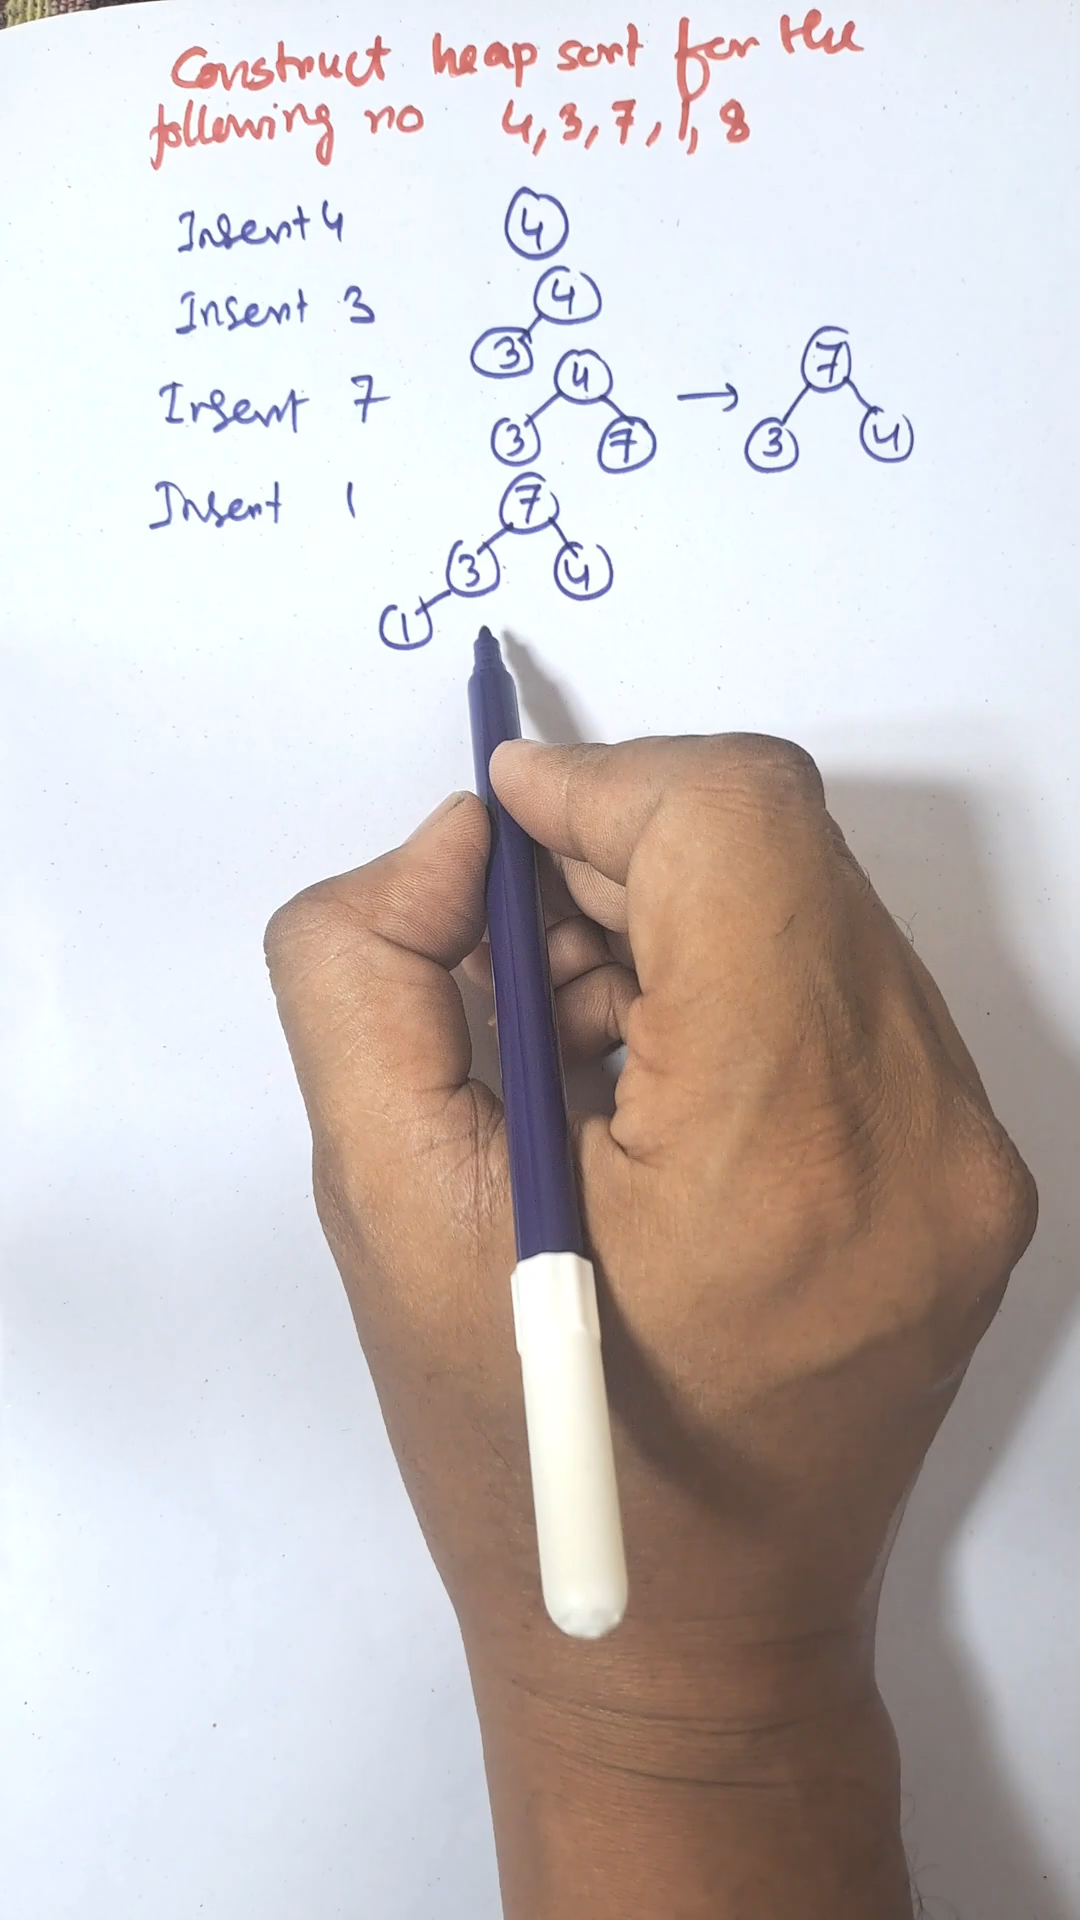 Construct heap sort for the
following no 4, 3, 7, 1, 8
Insert 4
4
Insert 3
4
3
Insert 7
4 → 7
3 7 3 4
Insert 1
7
3 4
1